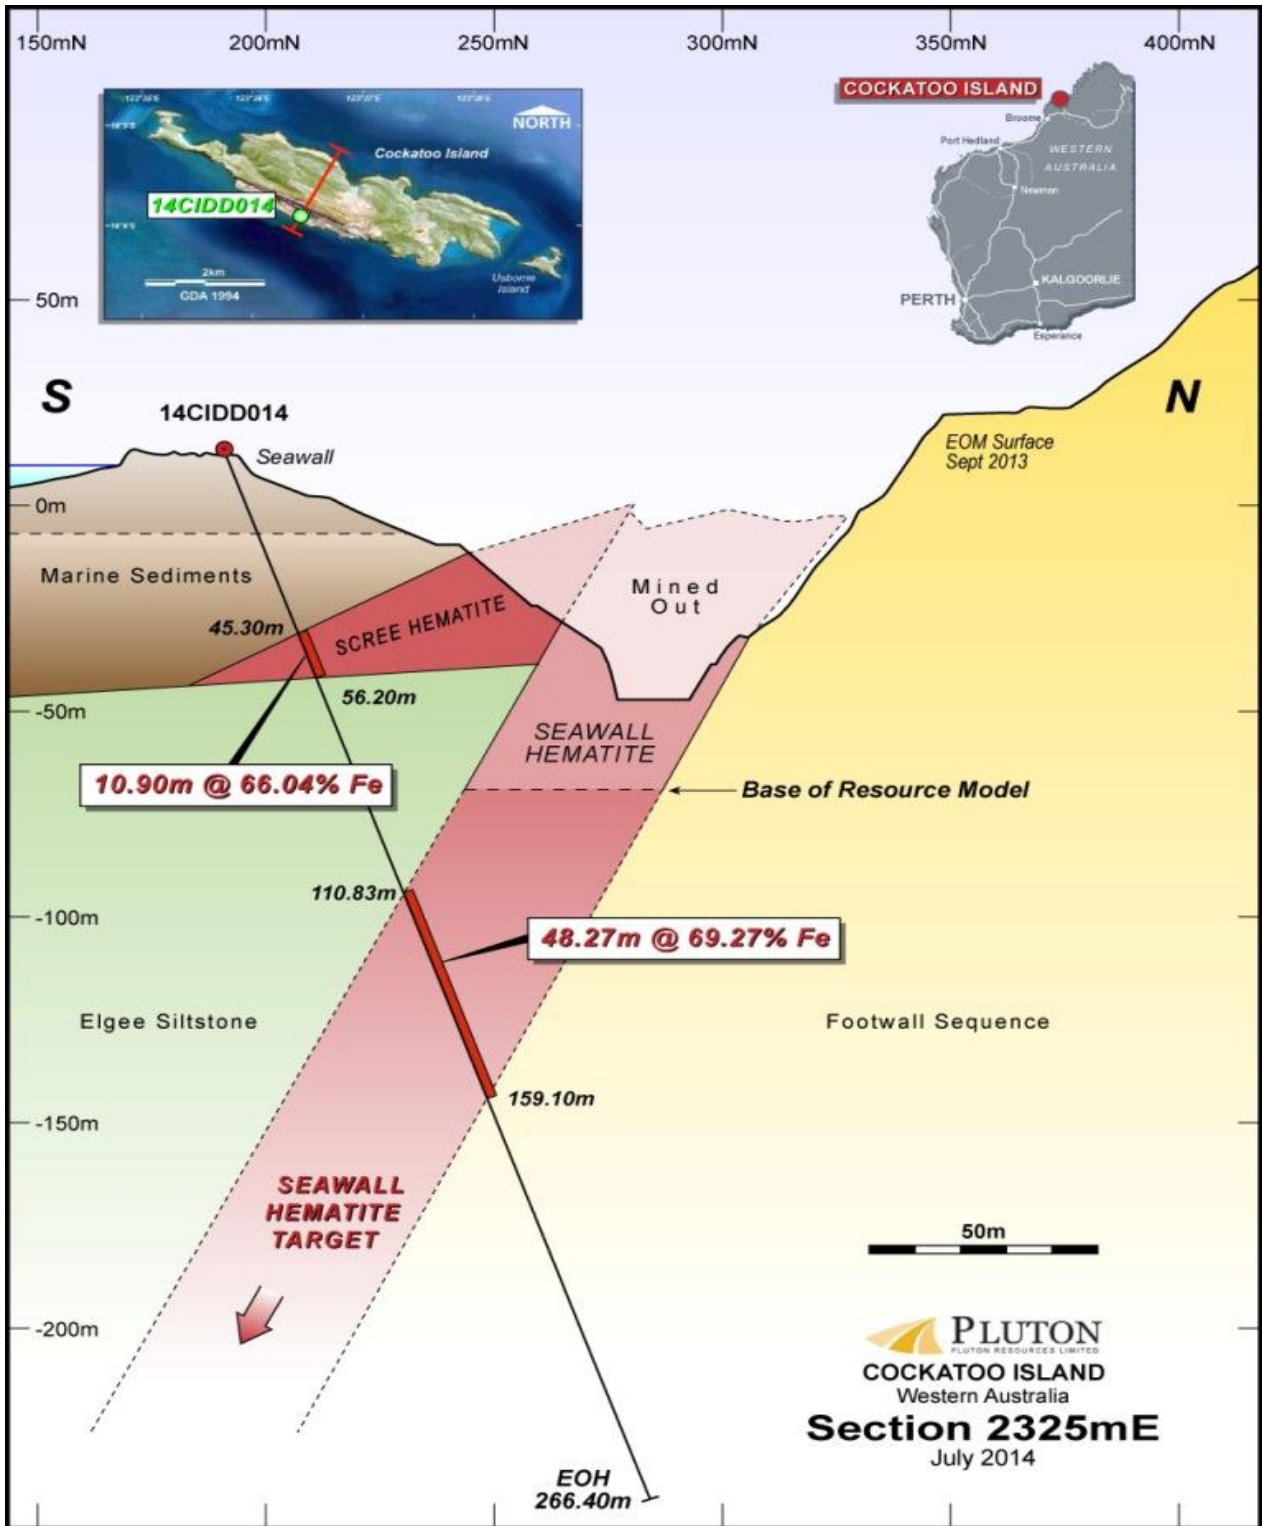 150mN
200mN
250mN
300mN
350mN
400mN
NORTH
Cockatoo Island
14CIDD014
2km
GDA 1994
Usborne
Island
COCKATOO ISLAND
Broome
Port Hedland
WESTERN
AUSTRALIA
Newman
KALGOORLIE
PERTH
Esperance
50m
S
N
14CIDD014
Seawall
EOM Surface
Sept 2013
0m
Marine Sediments
Mined
Out
45.30m
SCREE HEMATITE
56.20m
-50m
SEAWALL
HEMATITE
10.90m @ 66.04% Fe
Base of Resource Model
110.83m
-100m
48.27m @ 69.27% Fe
Elgee Siltstone
Footwall Sequence
159.10m
-150m
SEAWALL
HEMATITE
TARGET
50m
-200m
PLUTON
PLUTON RESOURCES LIMITED
COCKATOO ISLAND
Western Australia
Section 2325mE
July 2014
EOH
266.40m